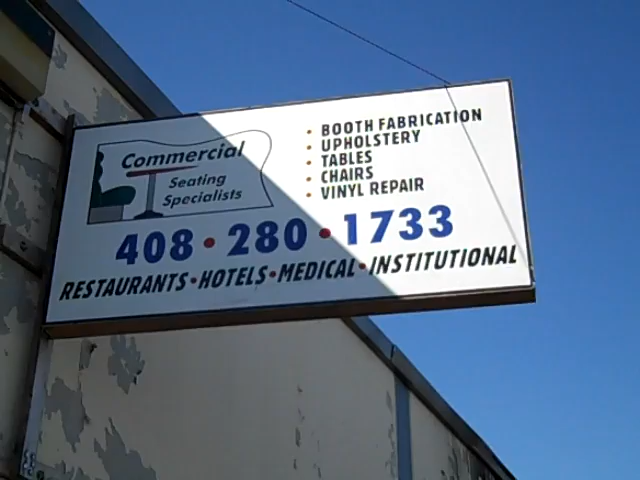 Commercial
Seating
Specialists
• BOOTH FABRICATION
• UPHOLSTERY
• TABLES
• CHAIRS
• VINYL REPAIR
408 • 280 • 1733
RESTAURANTS • HOTELS • MEDICAL • INSTITUTIONAL